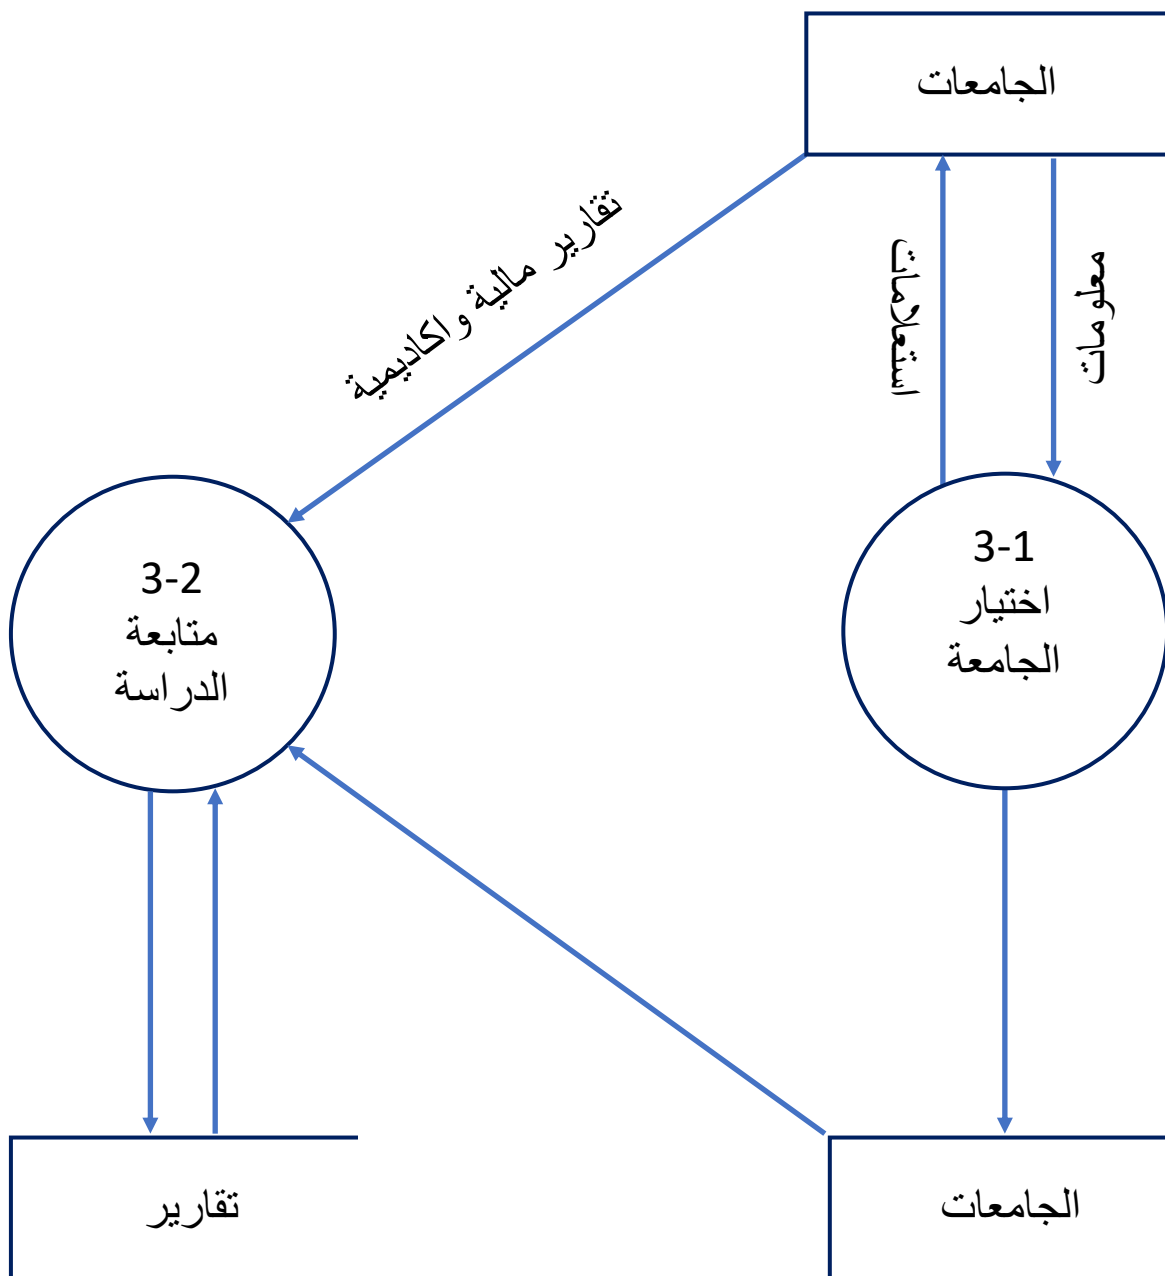 الجامعات
معلومات
استعلامات
تقارير مالية واكاديمية
3-1
اختيار
الجامعة
3-2
متابعة
الدراسة
الجامعات
تقارير